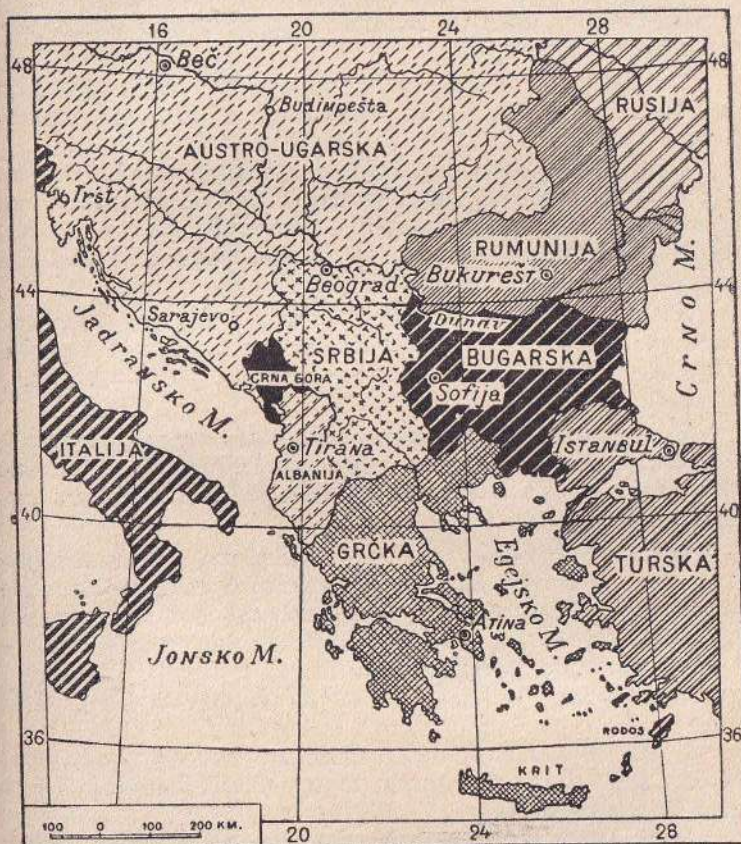 16
20
24
28
48
Beč
48
Budimpešta
RUSIJA
AUSTRO-UGARSKA
Trst
RUMUNIJA
Beograd
Bukurešt
44
44
Crno M.
Sarajevo
Dunav
Jadransko M.
SRBIJA
BUGARSKA
CRNA GORA
Sofija
ITALIJA
Tirana
Istanbul
ALBANIJA
40
40
GRČKA
Egejsko M.
TURSKA
Atina
JONSKO M.
36
36
RODOS
KRIT
100 0 100 200 KM.
20
24
28